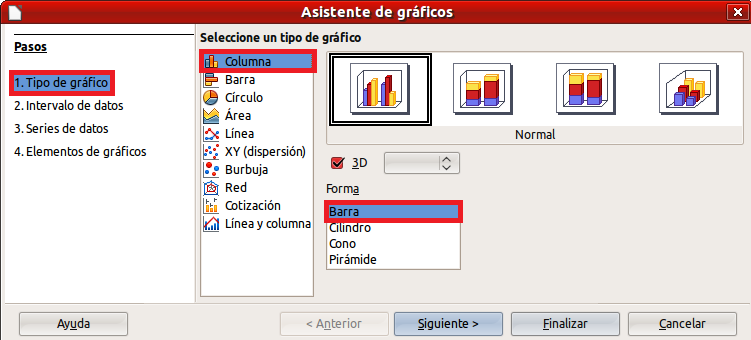 Asistente de gráficos
Pasos
1. Tipo de gráfico
2. Intervalo de datos
3. Series de datos
4. Elementos de gráficos
Seleccione un tipo de gráfico
Columna
Barra
Círculo
Área
Línea
XY (dispersión)
Burbuja
Red
Cotización
Línea y columna
Normal
3D
Forma
Barra
Cilindro
Cono
Pirámide
Ayuda
< Anterior
Siguiente >
Finalizar
Cancelar